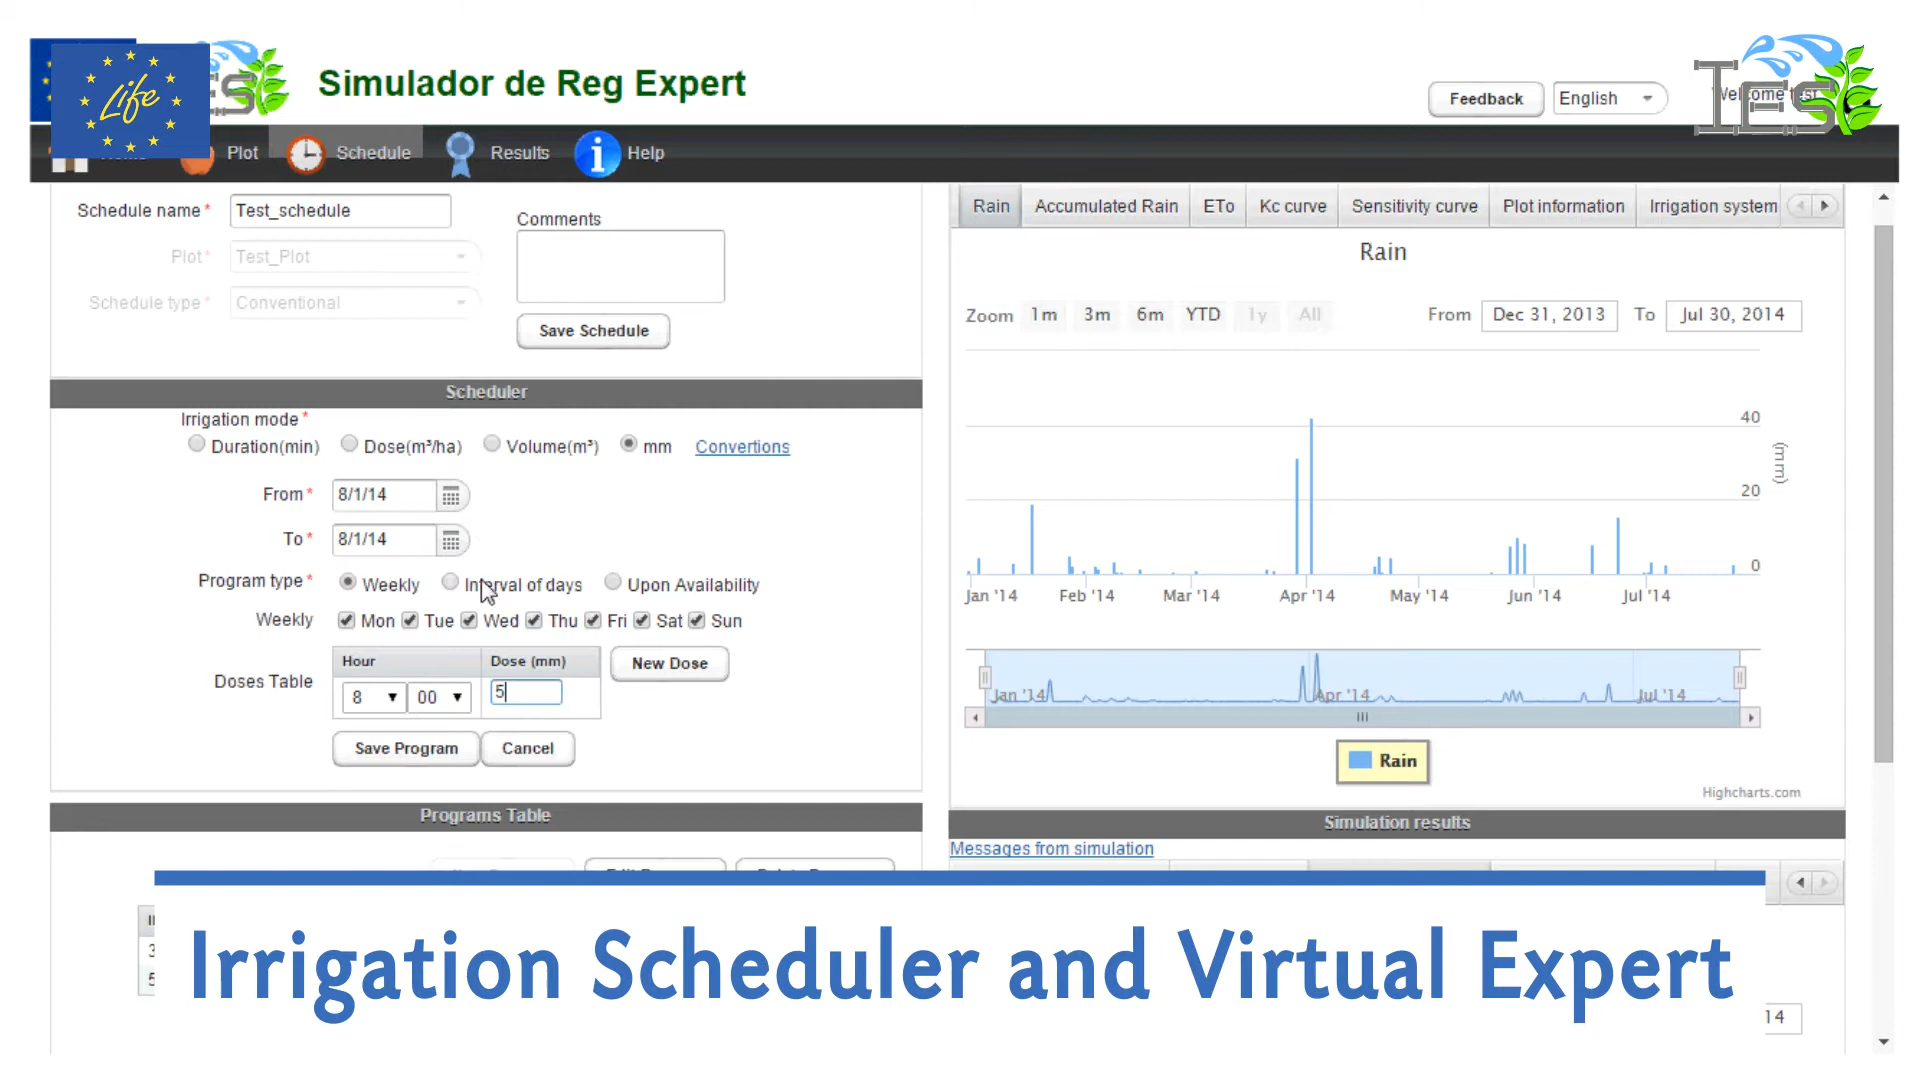 Life
IES
Simulador de Reg Expert
Feedback
English
Plot
Schedule
Results
Help
Schedule name *
Test_schedule
Comments
Plot *
Test_Plot
Schedule type *
Conventional
Save Schedule
Scheduler
Irrigation mode *
Duration(min)
Dose(m³/ha)
Volume(m³)
mm
Convertions
From *
8/1/14
To *
8/1/14
Program type *
Weekly
Interval of days
Upon Availability
Weekly
Mon Tue Wed Thu Fri Sat Sun
Doses Table
Hour
Dose (mm)
8
00
5
New Dose
Save Program
Cancel
Programs Table
Rain
Accumulated Rain
ETo
Kc curve
Sensitivity curve
Plot information
Irrigation system
Rain
Zoom 1m 3m 6m YTD 1y All
From Dec 31, 2013 To Jul 30, 2014
40
20
0
(mm)
Jan '14 Feb '14 Mar '14 Apr '14 May '14 Jun '14 Jul '14
Jan '14 Apr '14 Jul '14
Rain
Highcharts.com
Simulation results
Messages from simulation
Irrigation Scheduler and Virtual Expert
14